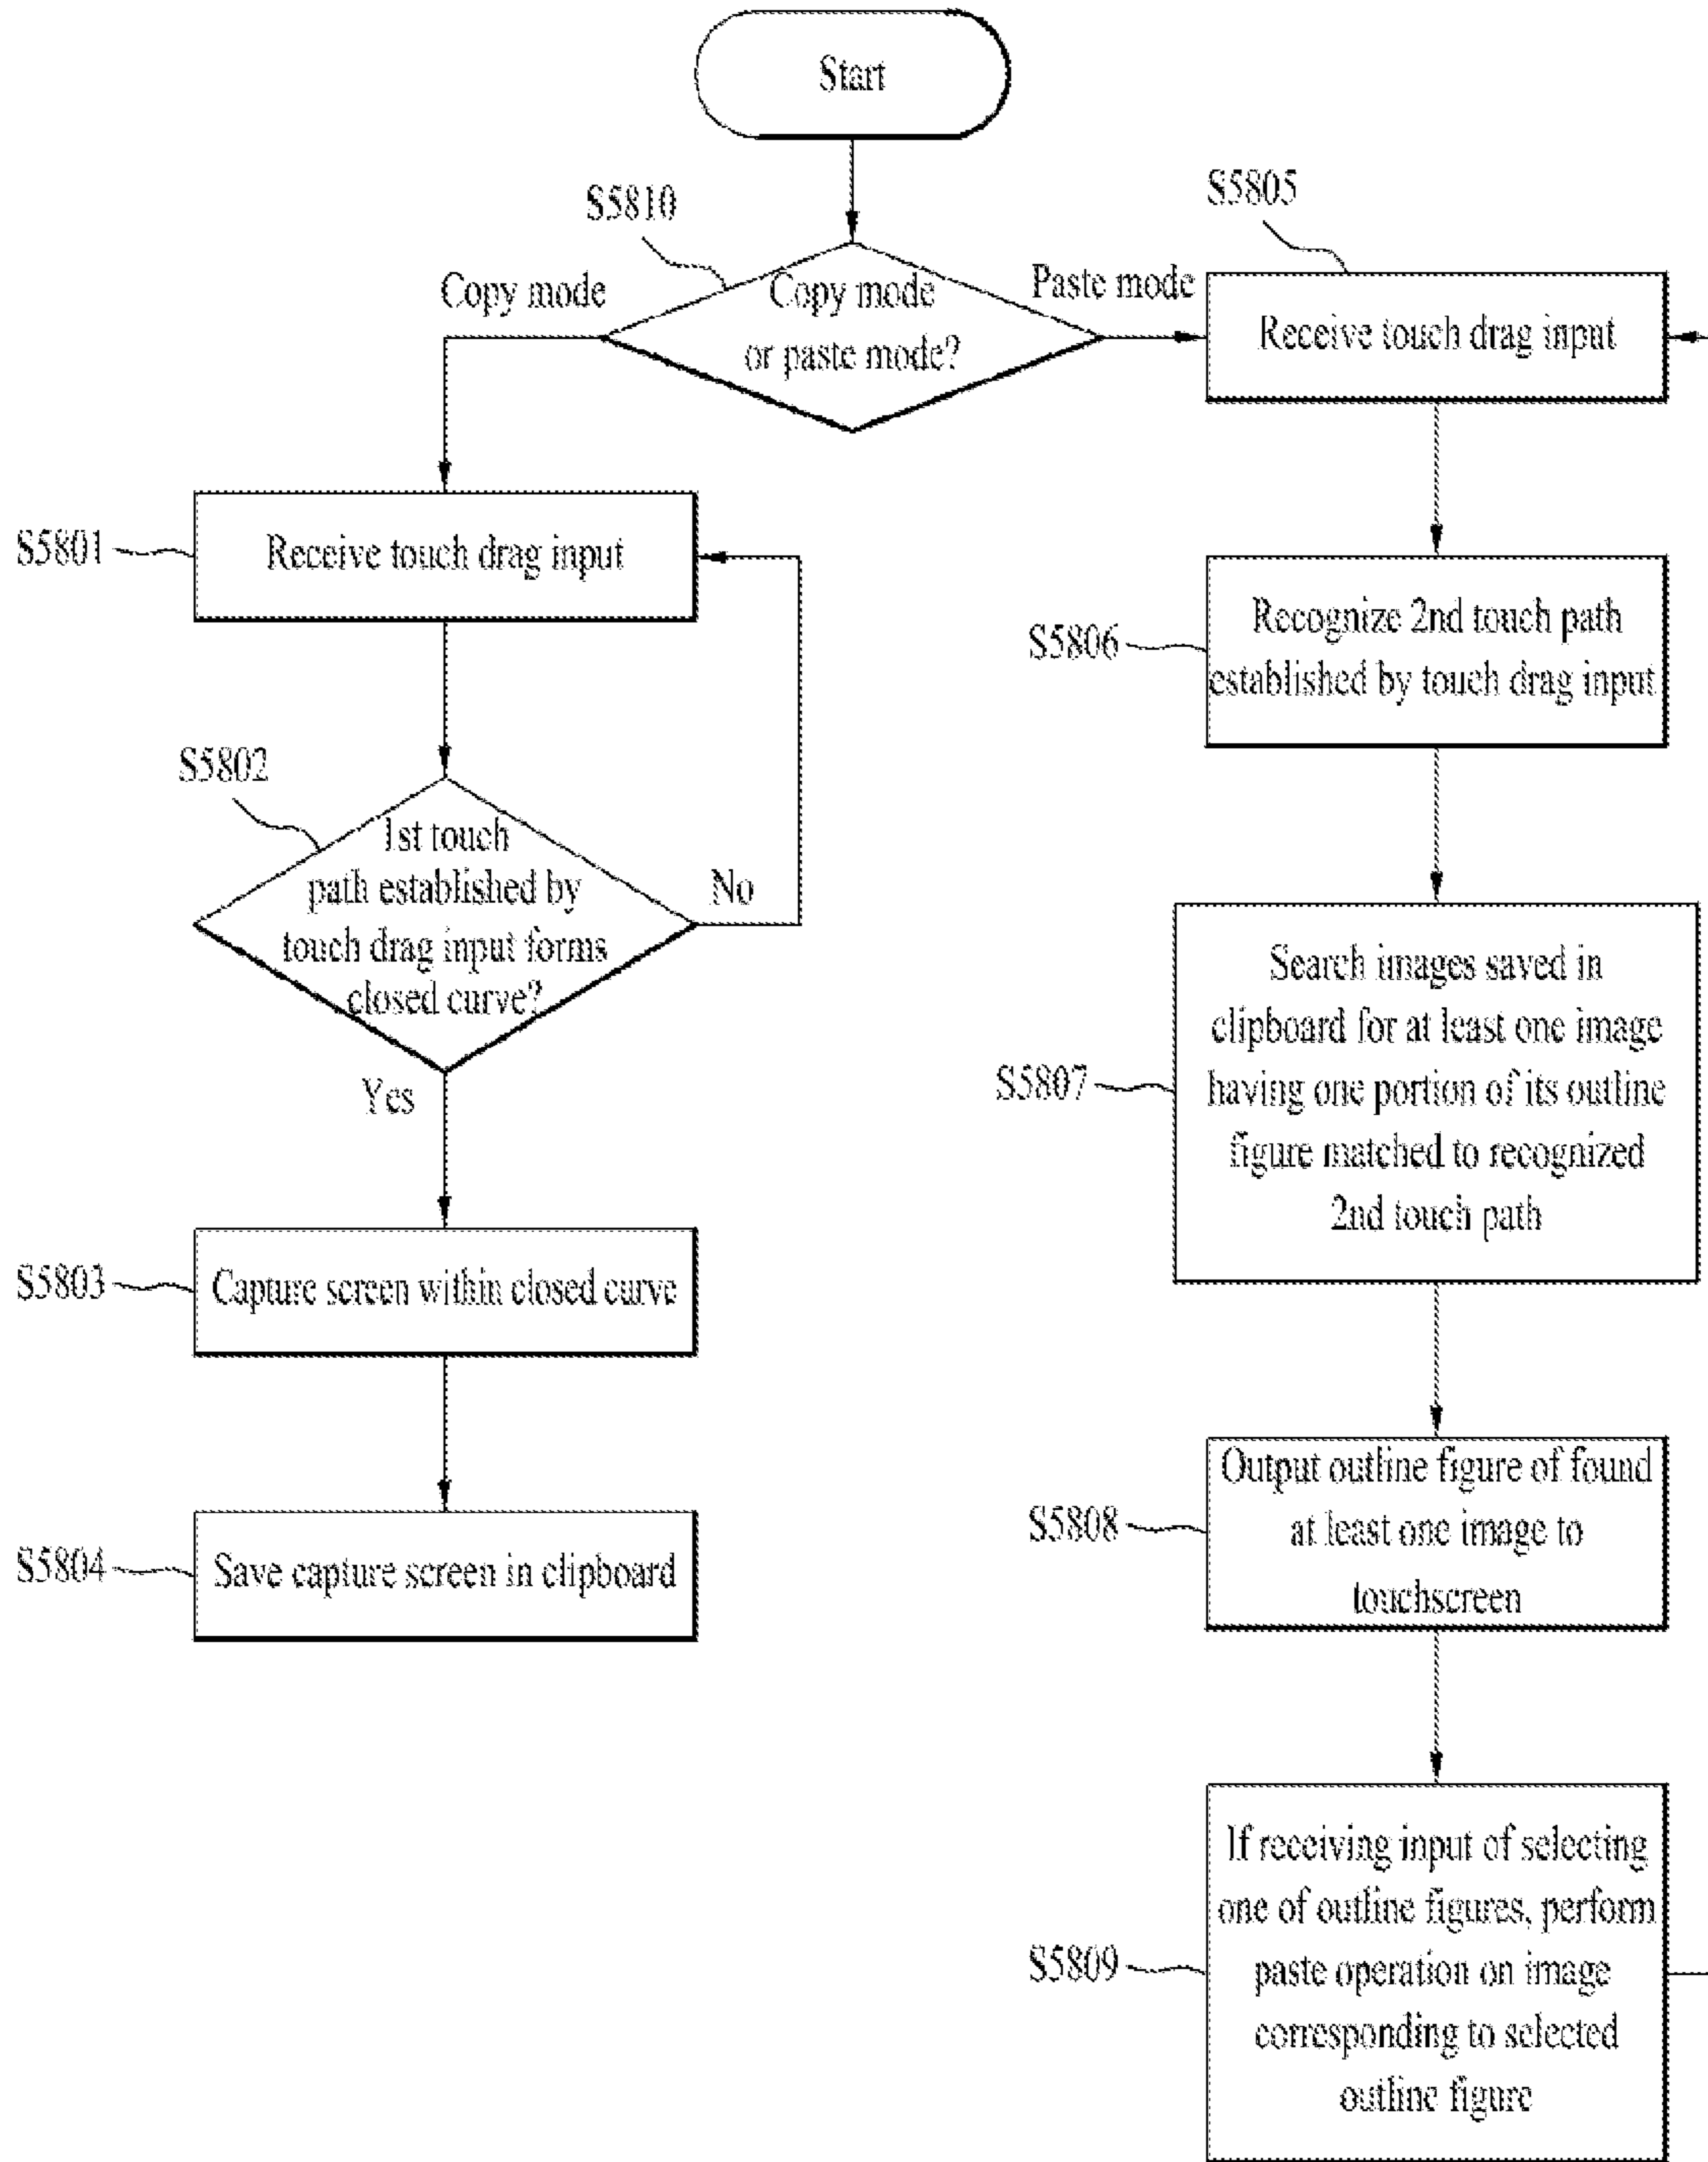 Start
S5810
Copy mode
Copy mode
or paste mode?
Paste mode
S5805
Receive touch drag input
S5801
Receive touch drag input
S5806
Recognize 2nd touch path
established by touch drag input
S5802
1st touch
path established by
touch drag input forms
closed curve?
No
Yes
S5807
Search images saved in
clipboard for at least one image
having one portion of its outline
figure matched to recognized
2nd touch path
S5803
Capture screen within closed curve
S5808
Output outline figure of found
at least one image to
touchscreen
S5804
Save capture screen in clipboard
S5809
If receiving input of selecting
one of outline figures, perform
paste operation on image
corresponding to selected
outline figure